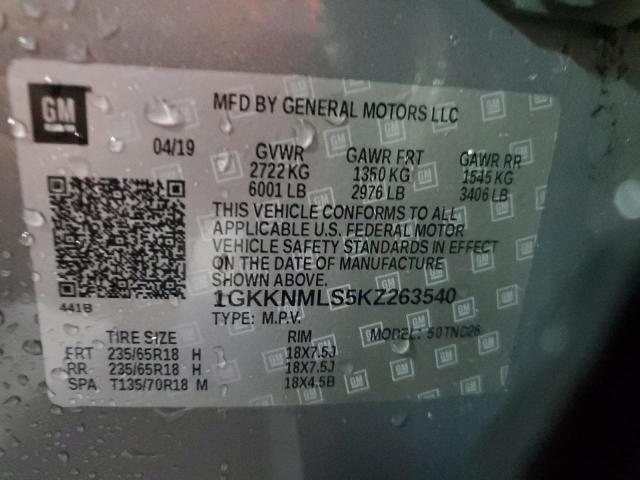 GM
MFD BY GENERAL MOTORS LLC
04/19 GVWR GAWR FRT GAWR RR
2722 KG 1350 KG 1545 KG
6001 LB 2976 LB 3406 LB
THIS VEHICLE CONFORMS TO ALL
APPLICABLE U.S. FEDERAL MOTOR
VEHICLE SAFETY STANDARDS IN EFFECT
ON THE DATE OF MANUFACTURE
SHOWN ABOVE.
1GKKNMLS5KZ263540
441B
TYPE: M.P.V. MODEL: 50TNC26
TIRE SIZE RIM
FRT 235/65R18 H 18X7.5J
RR 235/65R18 H 18X7.5J
SPA T135/70R18 M 18X4.5B